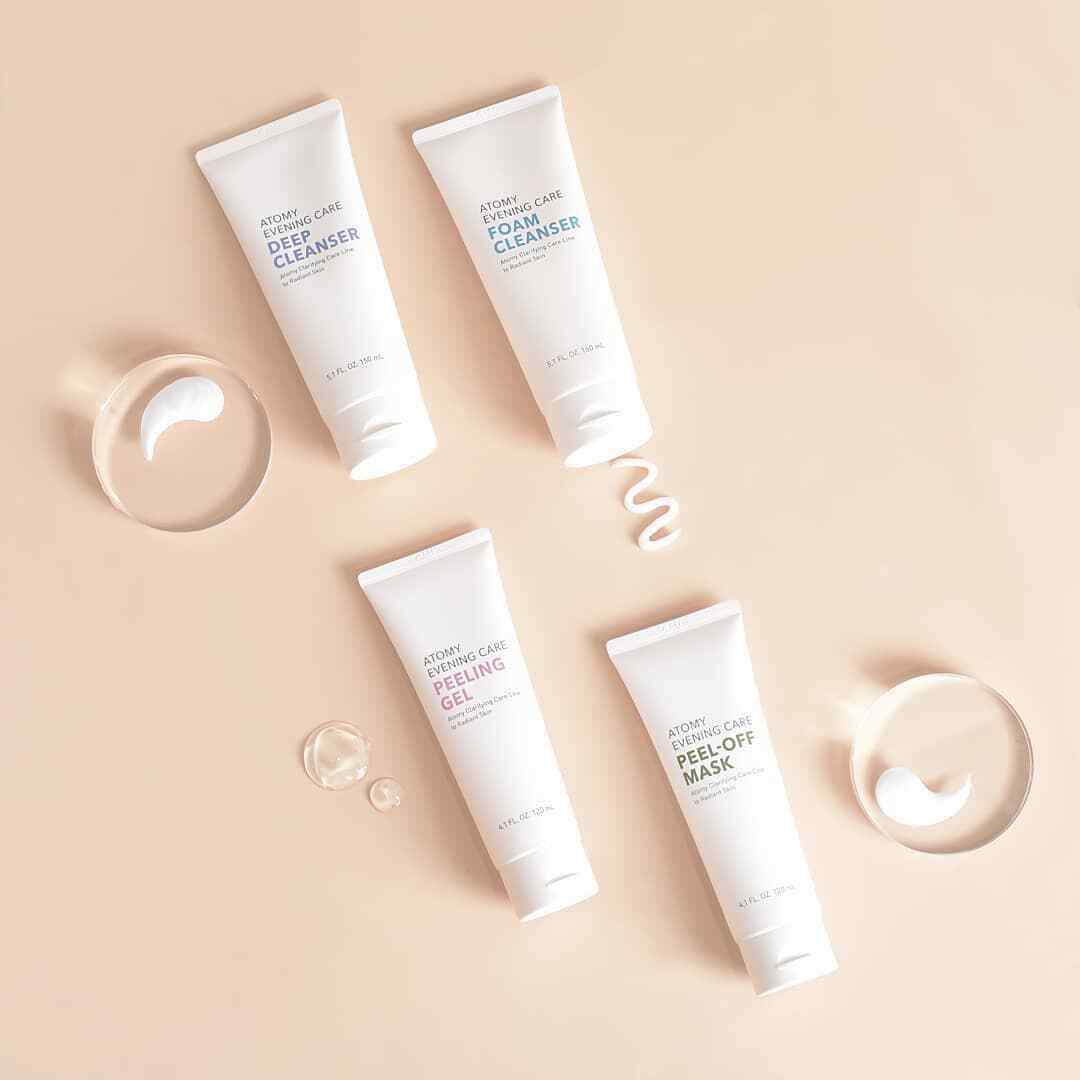 ATOMY
EVENING CARE
DEEP
CLEANSER
Atomy Clarifying Care Line
to Radiant Skin
5.1 FL. OZ. 150 mL
ATOMY
EVENING CARE
FOAM
CLEANSER
Atomy Clarifying Care Line
to Radiant Skin
5.1 FL. OZ. 150 mL
ATOMY
EVENING CARE
PEELING
GEL
Atomy Clarifying Care Line
to Radiant Skin
4.1 FL. OZ. 120 mL
ATOMY
EVENING CARE
PEEL-OFF
MASK
Atomy Clarifying Care Line
to Radiant Skin
4.1 FL. OZ. 120 mL